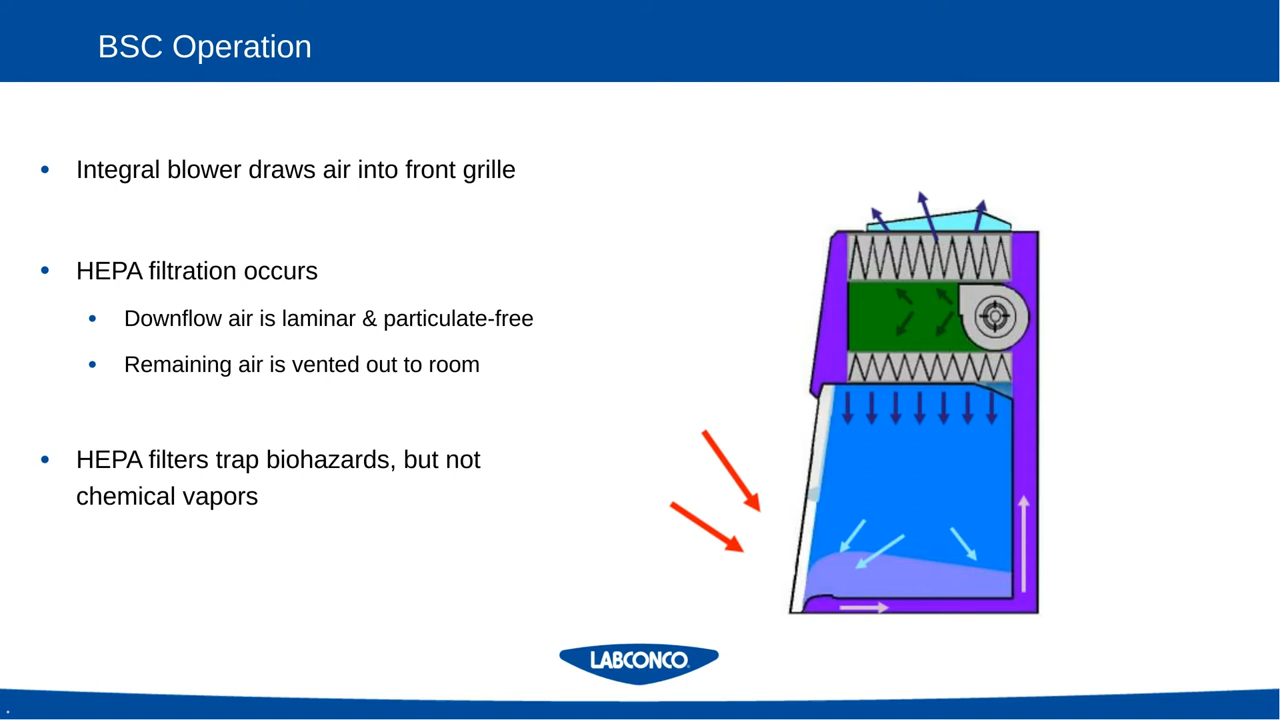 BSC Operation
• Integral blower draws air into front grille
• HEPA filtration occurs
• Downflow air is laminar & particulate-free
• Remaining air is vented out to room
• HEPA filters trap biohazards, but not
chemical vapors
LABCONCO
.